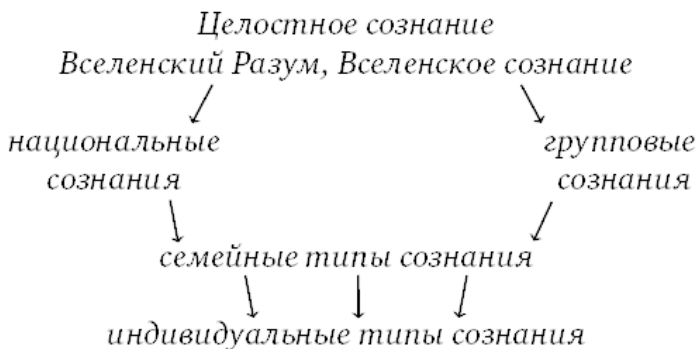 Целостное сознание
Вселенский Разум, Вселенское сознание
национальные
сознания
групповые
сознания
семейные типы сознания
индивидуальные типы сознания